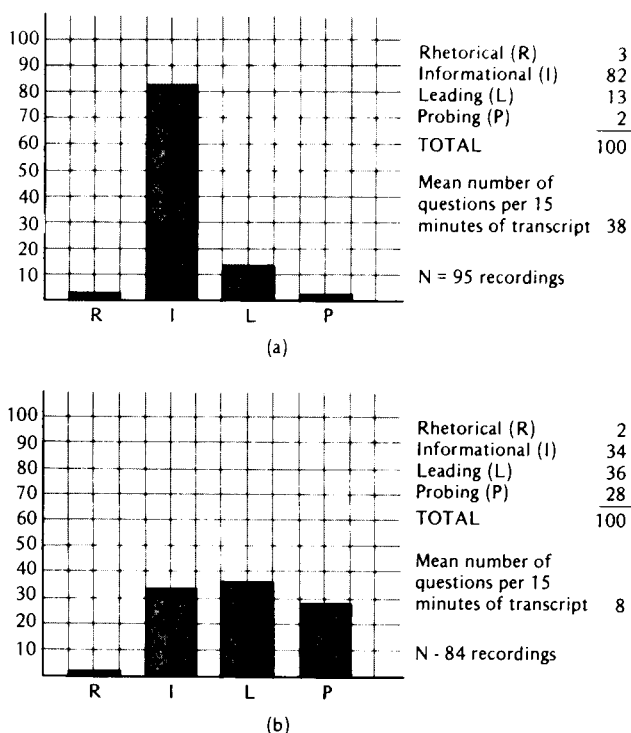 100
90
80
70
60
50
40
30
20
10
R I L P
(a)
Rhetorical (R) 3
Informational (I) 82
Leading (L) 13
Probing (P) 2
TOTAL 100
Mean number of
questions per 15
minutes of transcript 38
N = 95 recordings
100
90
80
70
60
50
40
30
20
10
R I L P
(b)
Rhetorical (R) 2
Informational (I) 34
Leading (L) 36
Probing (P) 28
TOTAL 100
Mean number of
questions per 15
minutes of transcript 8
N - 84 recordings